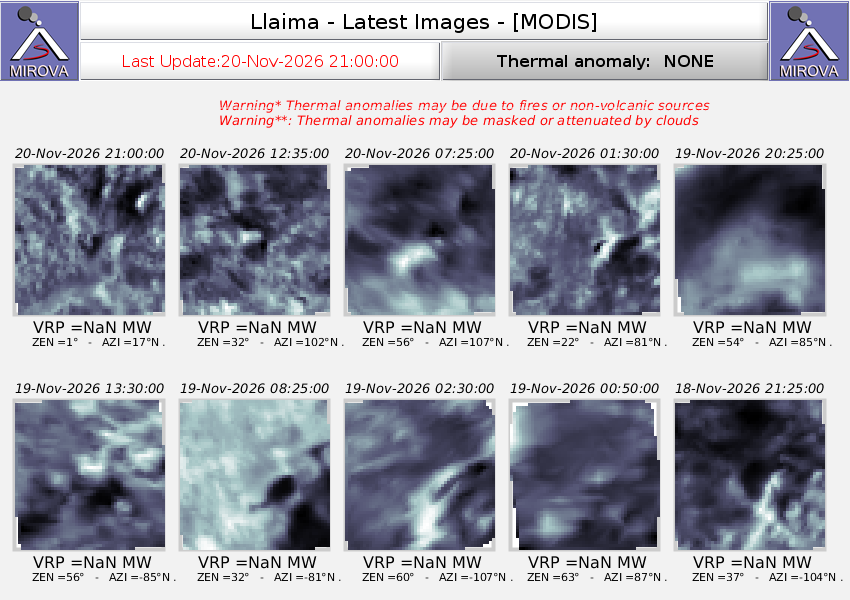 Llaima - Latest Images - [MODIS]
MIROVA
Last Update:20-Nov-2026 21:00:00
Thermal anomaly: NONE
MIROVA
Warning* Thermal anomalies may be due to fires or non-volcanic sources
Warning**: Thermal anomalies may be masked or attenuated by clouds
20-Nov-2026 21:00:00 20-Nov-2026 12:35:00 20-Nov-2026 07:25:00 20-Nov-2026 01:30:00 19-Nov-2026 20:25:00
VRP =NaN MW VRP =NaN MW VRP =NaN MW VRP =NaN MW VRP =NaN MW
ZEN =1° - AZI =17°N . ZEN =32° - AZI =102°N . ZEN =56° - AZI =107°N . ZEN =22° - AZI =81°N . ZEN =54° - AZI =85°N .
19-Nov-2026 13:30:00 19-Nov-2026 08:25:00 19-Nov-2026 02:30:00 19-Nov-2026 00:50:00 18-Nov-2026 21:25:00
VRP =NaN MW VRP =NaN MW VRP =NaN MW VRP =NaN MW VRP =NaN MW
ZEN =56° - AZI =-85°N . ZEN =32° - AZI =-81°N . ZEN =60° - AZI =-107°N . ZEN =63° - AZI =87°N . ZEN =37° - AZI =-104°N .